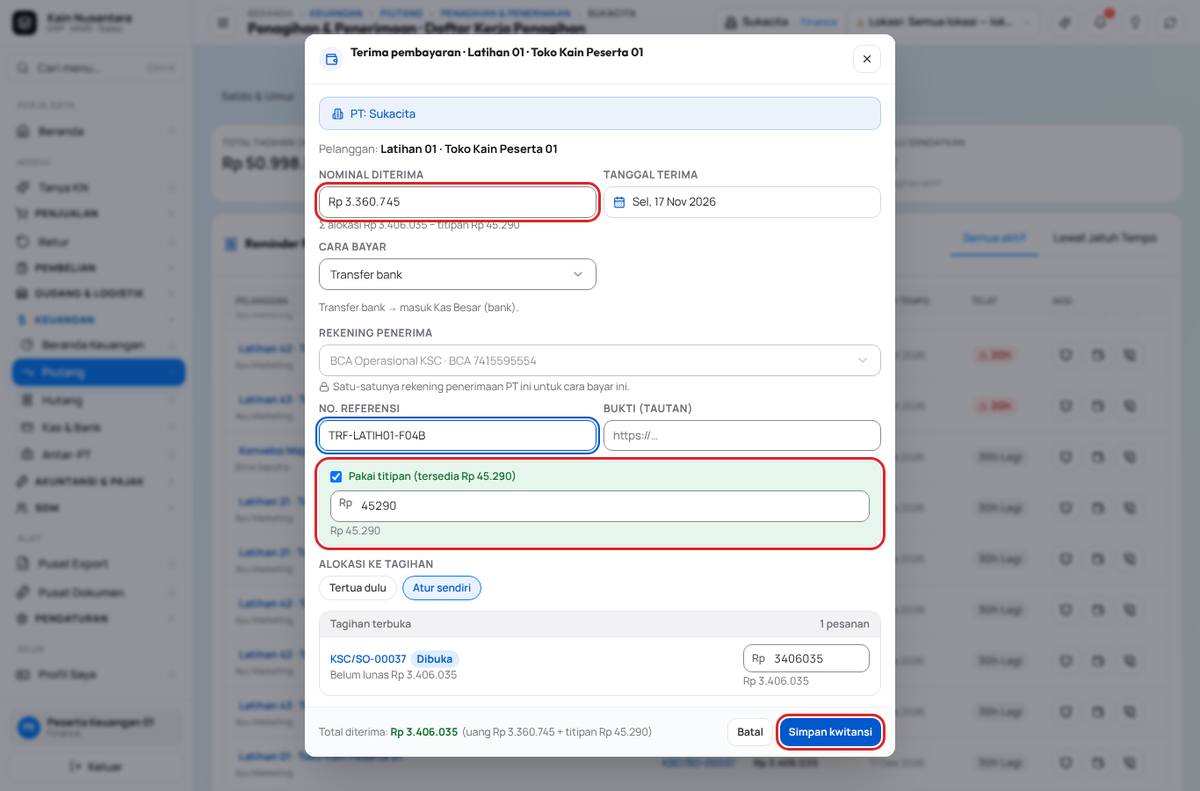 Kain Nusantara
Cari menu...
Beranda
Tanya KN
PENJUALAN
Retur
PEMBELIAN
GUDANG & LOGISTIK
KEUANGAN
Beranda Keuangan
Piutang
Hutang
Kas & Bank
Antar-PT
AKUNTANSI & PAJAK
SDM
Pusat Export
Pusat Dokumen
PENGATURAN
Profil Saya
Peserta Keuangan 01
Finance
Keluar
Penagihan & Penerimaan · Daftar Kerja Penagihan
Sukacita Finance
Saldo & Umur
Rp 50.998.
Semua aktif
Lewat Jatuh Tempo
Terima pembayaran · Latihan 01 · Toko Kain Peserta 01
PT: Sukacita
Pelanggan: Latihan 01 · Toko Kain Peserta 01
NOMINAL DITERIMA
TANGGAL TERIMA
Rp 3.360.745
Sel, 17 Nov 2026
Σ alokasi Rp 3.406.035 − titipan Rp 45.290
CARA BAYAR
Transfer bank
Transfer bank → masuk Kas Besar (bank).
REKENING PENERIMA
BCA Operasional KSC · BCA 7415595554
Satu-satunya rekening penerimaan PT ini untuk cara bayar ini.
NO. REFERENSI
BUKTI (TAUTAN)
TRF-LATIH01-F04B
https://...
Pakai titipan (tersedia Rp 45.290)
Rp 45290
Rp 45.290
ALOKASI KE TAGIHAN
Tertua dulu
Atur sendiri
Tagihan terbuka
1 pesanan
KSC/SO-00037 Dibuka
Rp 3406035
Belum lunas Rp 3.406.035
Rp 3.406.035
Total diterima: Rp 3.406.035 (uang Rp 3.360.745 + titipan Rp 45.290)
Batal
Simpan kwitansi